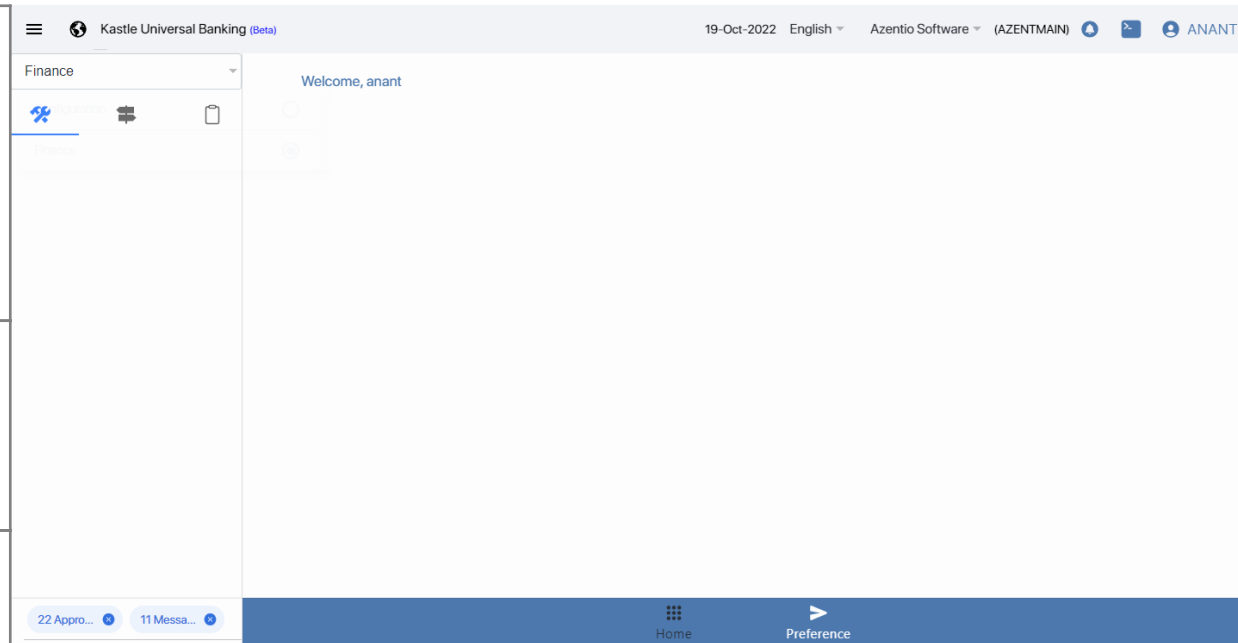 Kastle Universal Banking (Beta) 19-Oct-2022 English Azentio Software (AZENTMAIN) ANANT
Finance
Welcome, anant
22 Appro... 11 Messa...
Home Preference